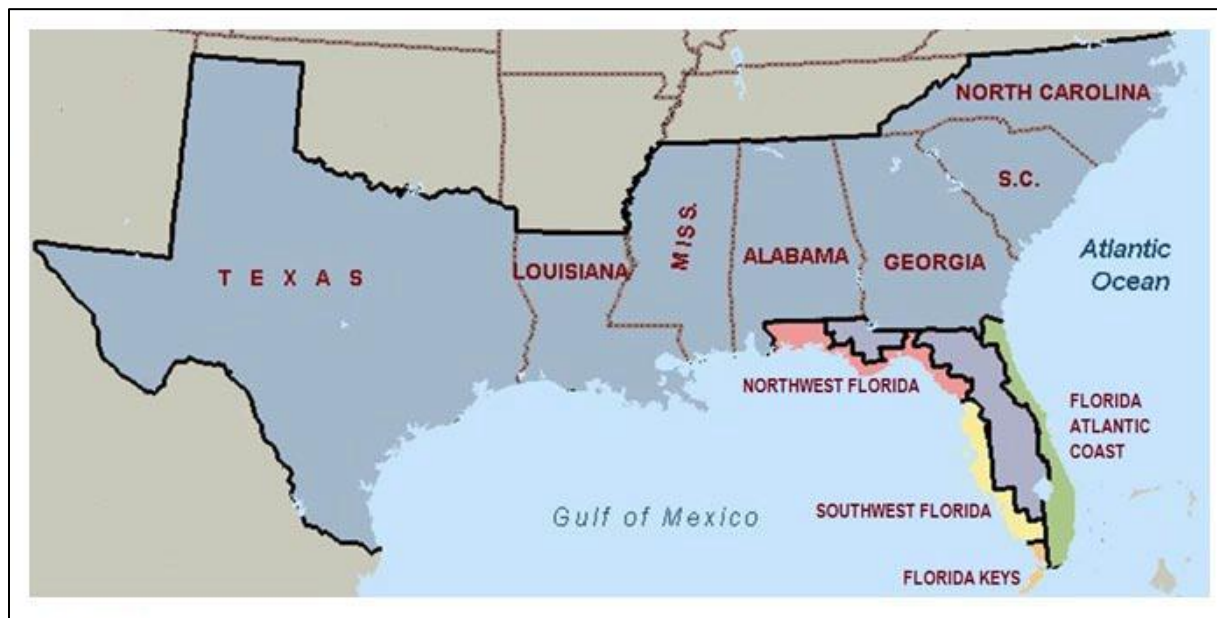 NORTH CAROLINA
S.C.
MISS.
ALABAMA
GEORGIA
Atlantic
Ocean
TEXAS
LOUISIANA
NORTHWEST FLORIDA
FLORIDA
ATLANTIC
COAST
Gulf of Mexico
SOUTHWEST FLORIDA
FLORIDA KEYS